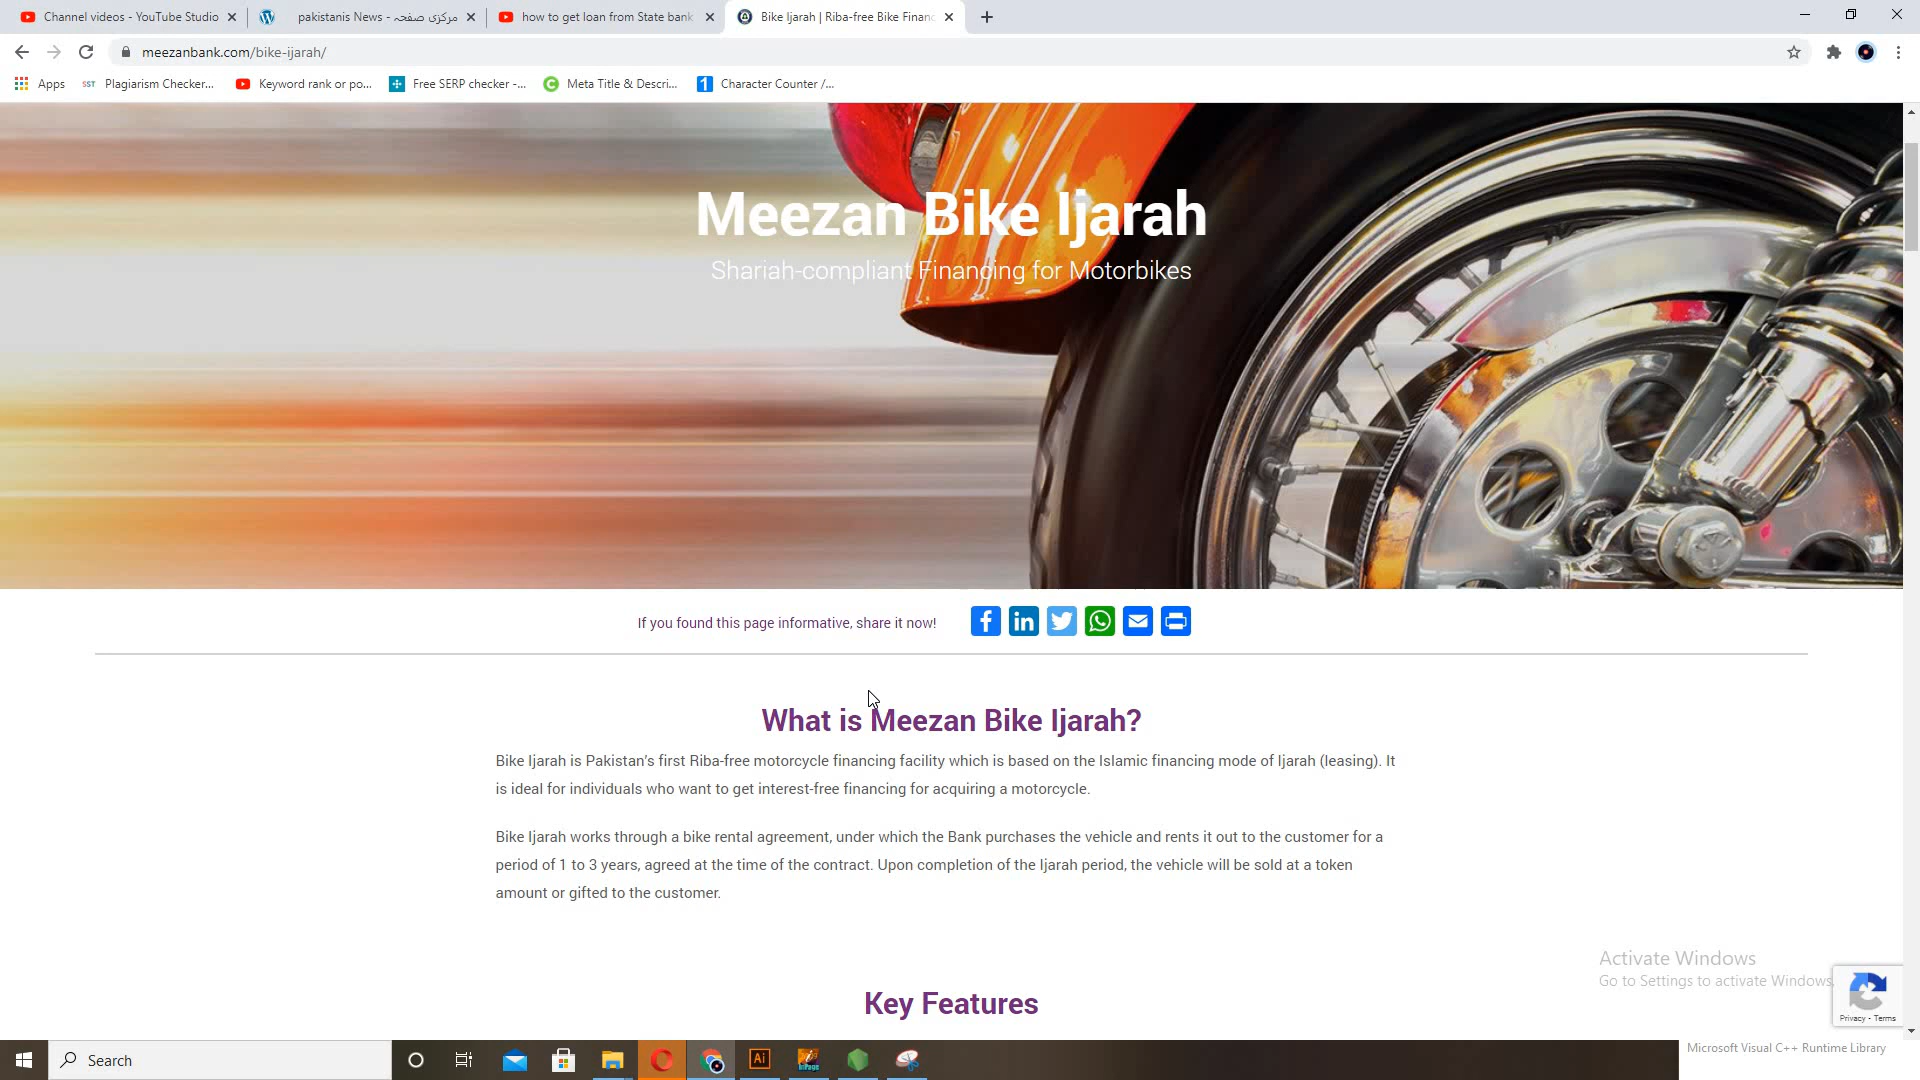 Channel videos - YouTube Studio
pakistanis News - مرکزی صفحہ
how to get loan from State bank
Bike Ijarah | Riba-free Bike Financ
meezanbank.com/bike-ijarah/
Apps
SST
Plagiarism Checker...
Keyword rank or po...
Free SERP checker -...
Meta Title & Descri...
Character Counter /...
Meezan Bike Ijarah
Shariah-compliant Financing for Motorbikes
If you found this page informative, share it now!
What is Meezan Bike Ijarah?
Bike Ijarah is Pakistan's first Riba-free motorcycle financing facility which is based on the Islamic financing mode of Ijarah (leasing). It
is ideal for individuals who want to get interest-free financing for acquiring a motorcycle.
Bike Ijarah works through a bike rental agreement, under which the Bank purchases the vehicle and rents it out to the customer for a
period of 1 to 3 years, agreed at the time of the contract. Upon completion of the Ijarah period, the vehicle will be sold at a token
amount or gifted to the customer.
Activate Windows
Go to Settings to activate Windows.
Privacy - Terms
Key Features
Search
Ai
Microsoft Visual C++ Runtime Library